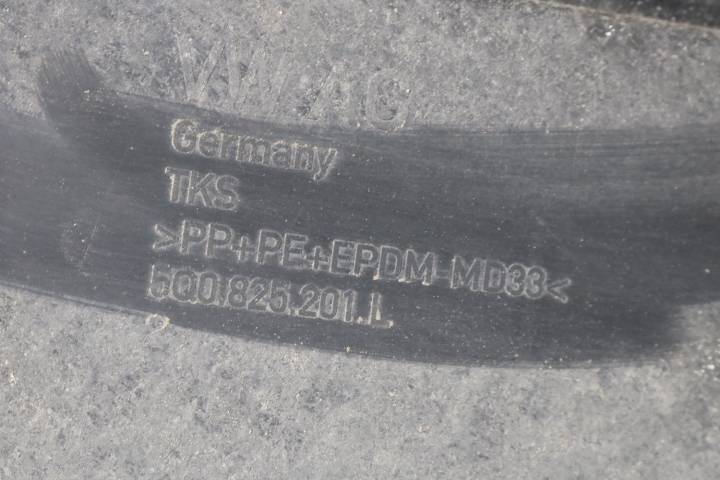 VW AG
Germany
TKS
>PP+PE+EPDM-MD33<
5Q0.825.201.L